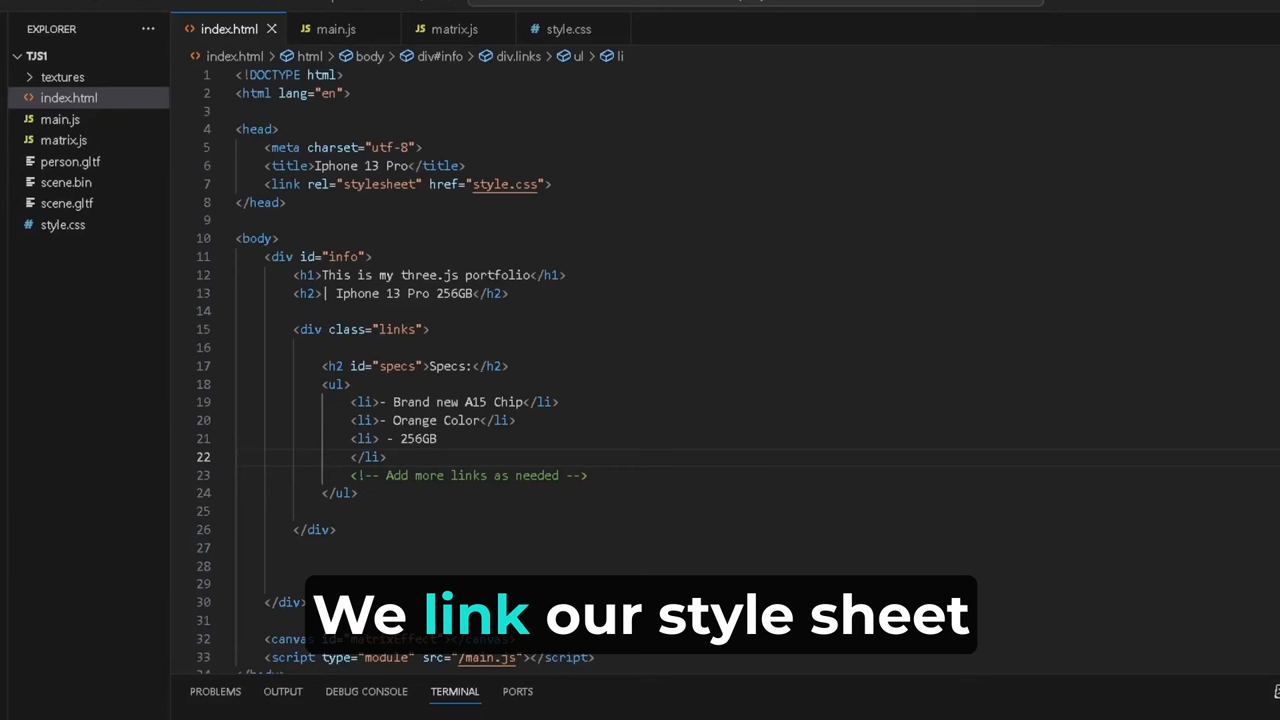 EXPLORER
TJS1
textures
index.html
main.js
matrix.js
person.gltf
scene.bin
scene.gltf
style.css
index.html main.js matrix.js style.css
index.html > html > body > div#info > div.links > ul > li
1 <!DOCTYPE html>
2 <html lang="en">
3
4 <head>
5 <meta charset="utf-8">
6 <title>Iphone 13 Pro</title>
7 <link rel="stylesheet" href="style.css">
8 </head>
9
10 <body>
11 <div id="info">
12 <h1>This is my three.js portfolio</h1>
13 <h2>| Iphone 13 Pro 256GB</h2>
14
15 <div class="links">
16
17 <h2 id="specs">Specs:</h2>
18 <ul>
19 <li>- Brand new A15 Chip</li>
20 <li>- Orange Color</li>
21 <li> - 256GB
22 </li>
23 <!-- Add more links as needed -->
24 </ul>
25
26 </div>
27
28
29
30 </div>
31
32 <canvas id="matrixEffect"></canvas>
33 <script type="module" src="/main.js"></script>
We link our style sheet
PROBLEMS OUTPUT DEBUG CONSOLE TERMINAL PORTS